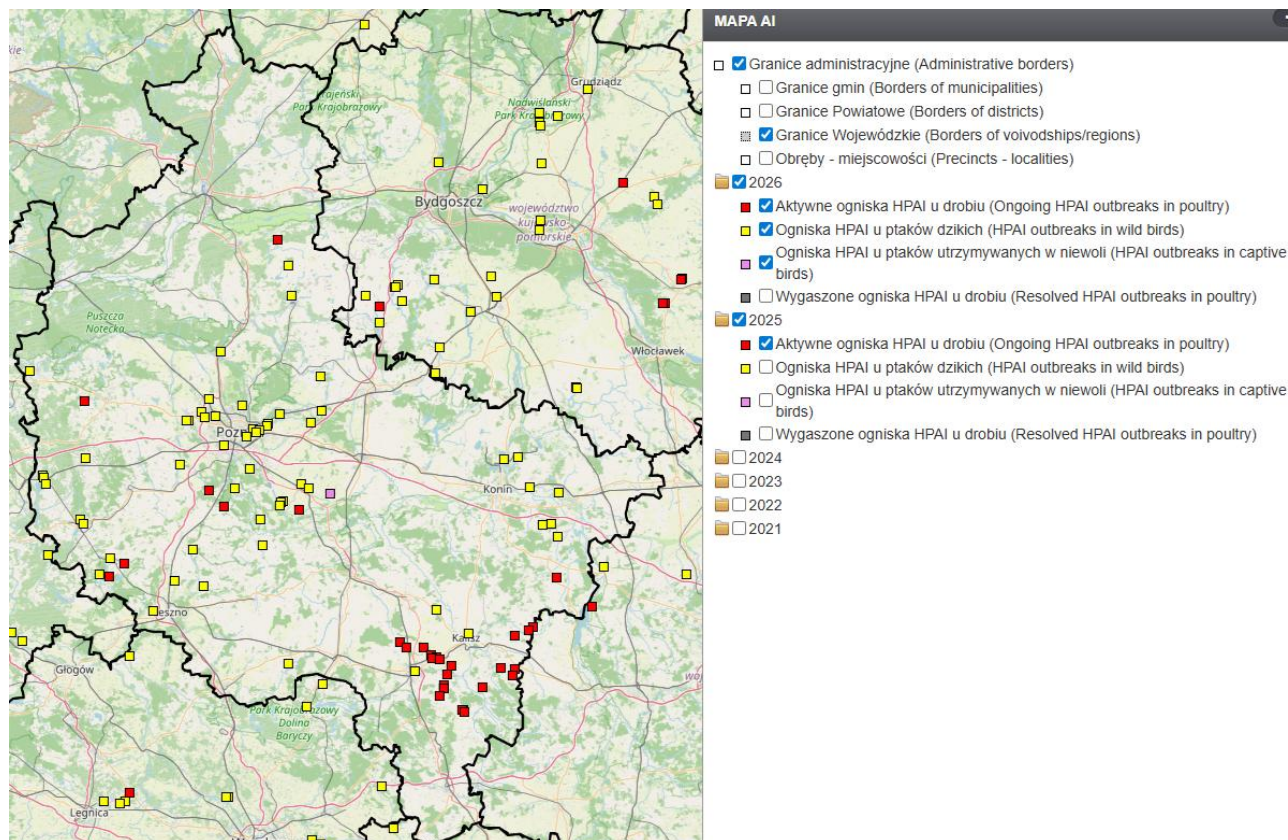 MAPA AI
Granice administracyjne (Administrative borders)
Granice gmin (Borders of municipalities)
Granice Powiatowe (Borders of districts)
Granice Wojewódzkie (Borders of voivodships/regions)
Obręby - miejscowości (Precincts - localities)
2026
Aktywne ogniska HPAI u drobiu (Ongoing HPAI outbreaks in poultry)
Ogniska HPAI u ptaków dzikich (HPAI outbreaks in wild birds)
Ogniska HPAI u ptaków utrzymywanych w niewoli (HPAI outbreaks in captive
birds)
Wygaszone ogniska HPAI u drobiu (Resolved HPAI outbreaks in poultry)
2025
Aktywne ogniska HPAI u drobiu (Ongoing HPAI outbreaks in poultry)
Ogniska HPAI u ptaków dzikich (HPAI outbreaks in wild birds)
Ogniska HPAI u ptaków utrzymywanych w niewoli (HPAI outbreaks in captive
birds)
Wygaszone ogniska HPAI u drobiu (Resolved HPAI outbreaks in poultry)
2024
2023
2022
2021
Grudziądz
Nadwiślański
Park Krajobrazowy
Park Krajobrazowy
Bydgoszcz
województwo
kujawsko-
pomorskie
Puszcza
Notecka
Włocławek
Konin
Kalisz
Głogów
Park Krajobrazowy
Dolina
Baryczy
Legnica